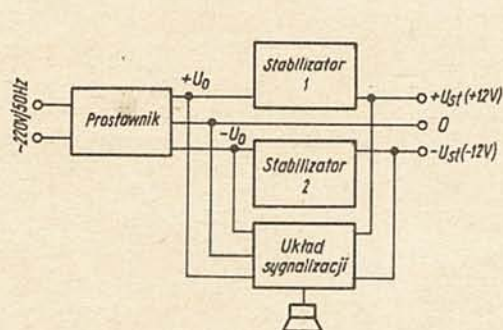 ~220V/50Hz
Prostownik
+U₀
-U₀
Stabilizator
1
Stabilizator
2
Układ
sygnalizacji
+Ust (+12V)
0
-Ust (-12V)